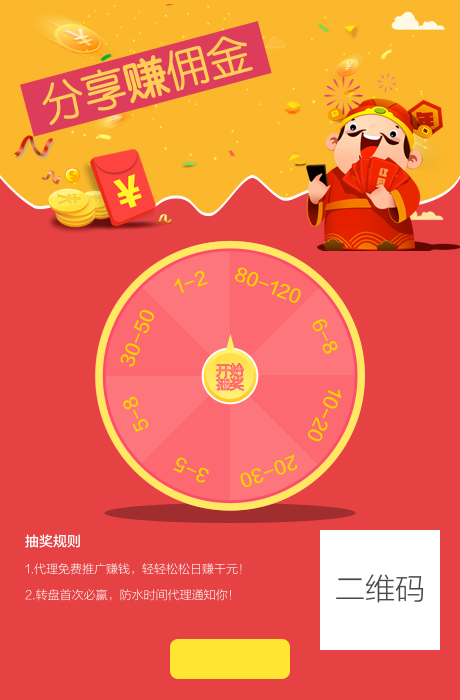 分享赚佣金
1-2
80-120
6-8
10-20
20-30
3-5
5-8
30-50
开始
抽奖
抽奖规则
1.代理免费推广赚钱，轻轻松松日赚千元！
2.转盘首次必赢，防水时间代理通知你！
二维码